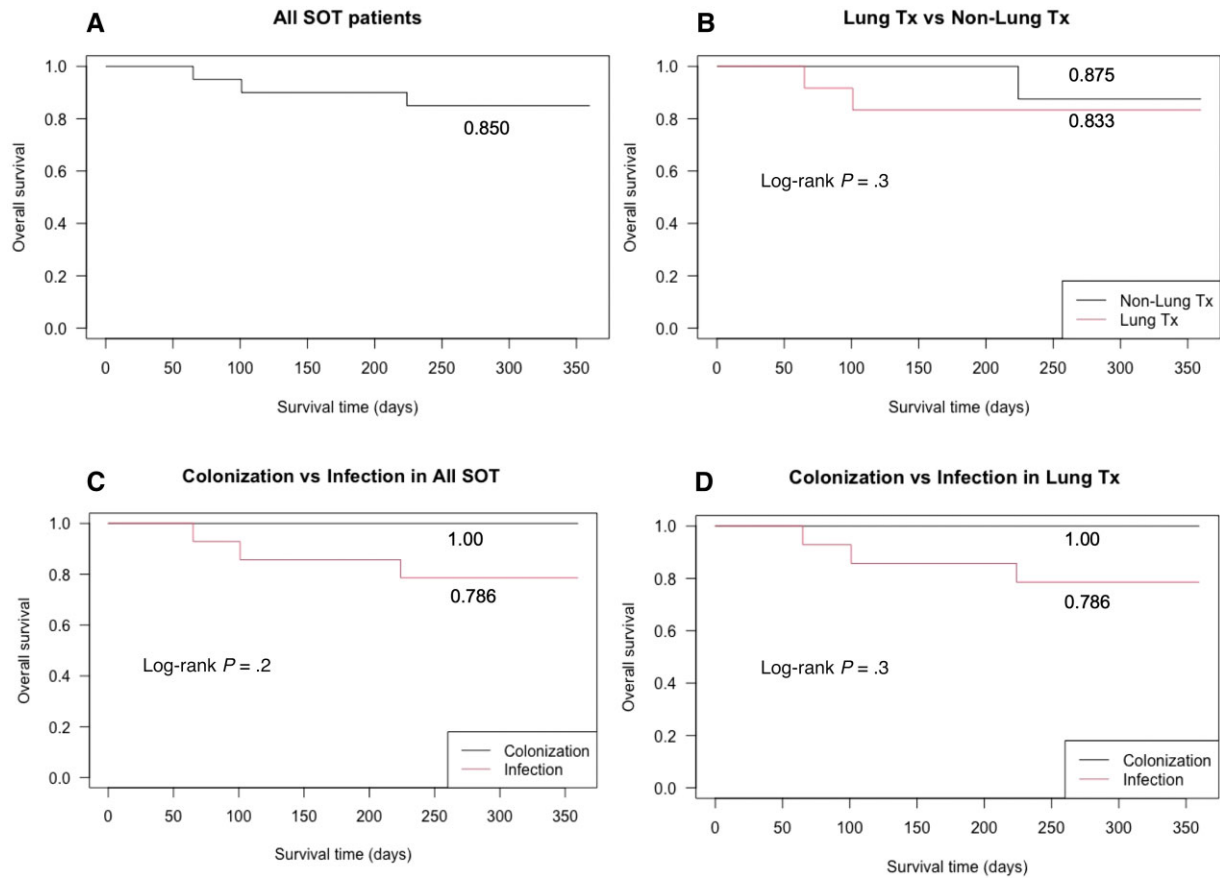 A
All SOT patients
1.0
0.8
0.6
0.4
0.2
0.0
Overall survival
0.850
0 50 100 150 200 250 300 350
Survival time (days)
B
Lung Tx vs Non-Lung Tx
1.0
0.8
0.6
0.4
0.2
0.0
Overall survival
0.875
0.833
Log-rank P = .3
Non-Lung Tx
Lung Tx
0 50 100 150 200 250 300 350
Survival time (days)
C
Colonization vs Infection in All SOT
1.0
0.8
0.6
0.4
0.2
0.0
Overall survival
1.00
0.786
Log-rank P = .2
Colonization
Infection
0 50 100 150 200 250 300 350
Survival time (days)
D
Colonization vs Infection in Lung Tx
1.0
0.8
0.6
0.4
0.2
0.0
Overall survival
1.00
0.786
Log-rank P = .3
Colonization
Infection
0 50 100 150 200 250 300 350
Survival time (days)